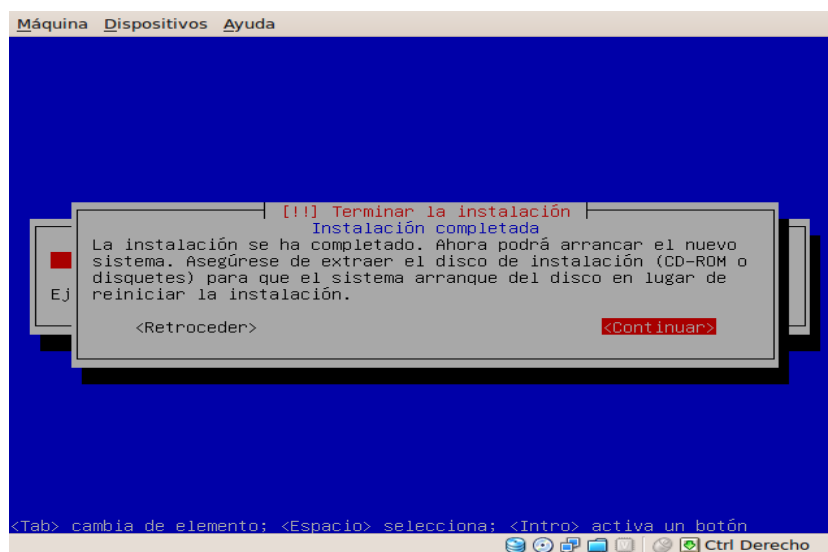 Máquina Dispositivos Ayuda
[!!] Terminar la instalación
Instalación completada
La instalación se ha completado. Ahora podrá arrancar el nuevo
sistema. Asegúrese de extraer el disco de instalación (CD-ROM o
disquetes) para que el sistema arranque del disco en lugar de
Ej reiniciar la instalación.
<Retroceder> <Continuar>
<Tab> cambia de elemento; <Espacio> selecciona; <Intro> activa un botón
Ctrl Derecho